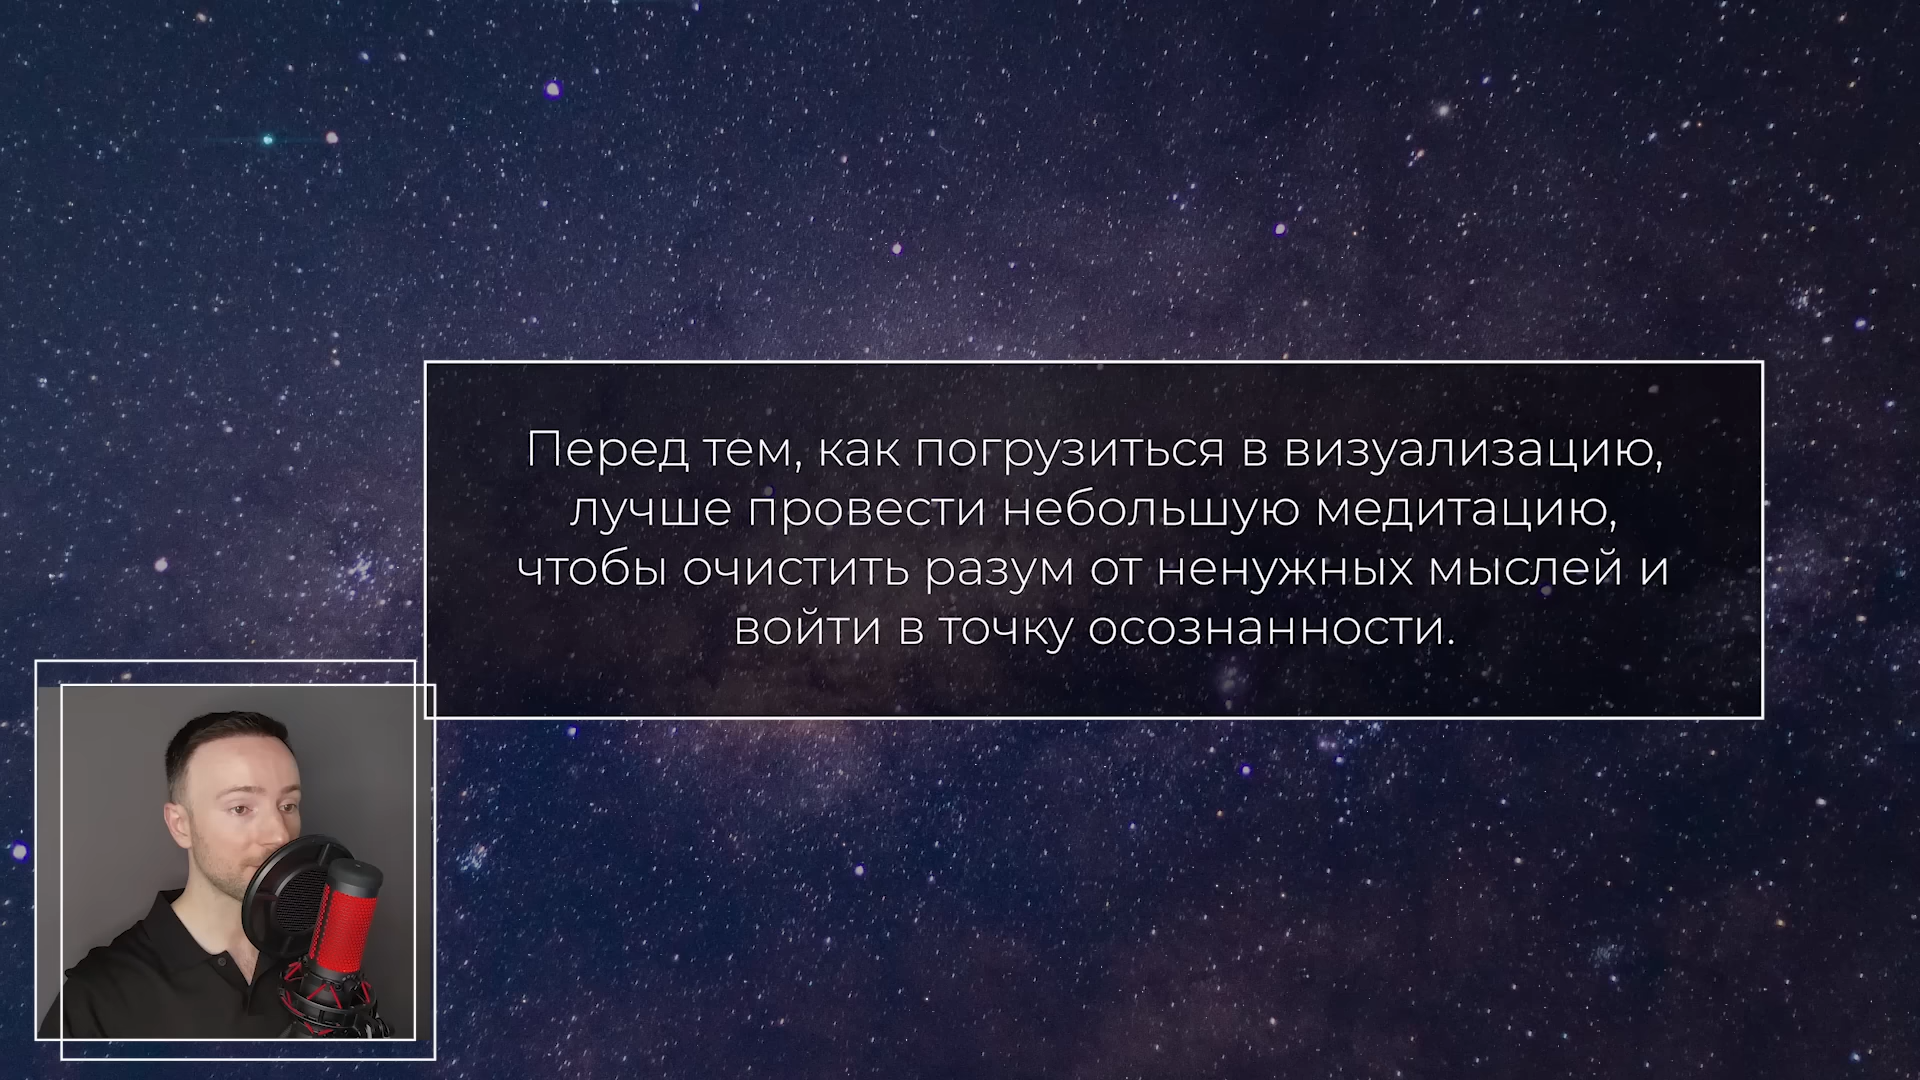 Перед тем, как погрузиться в визуализацию,
лучше провести небольшую медитацию,
чтобы очистить разум от ненужных мыслей и
войти в точку осознанности.